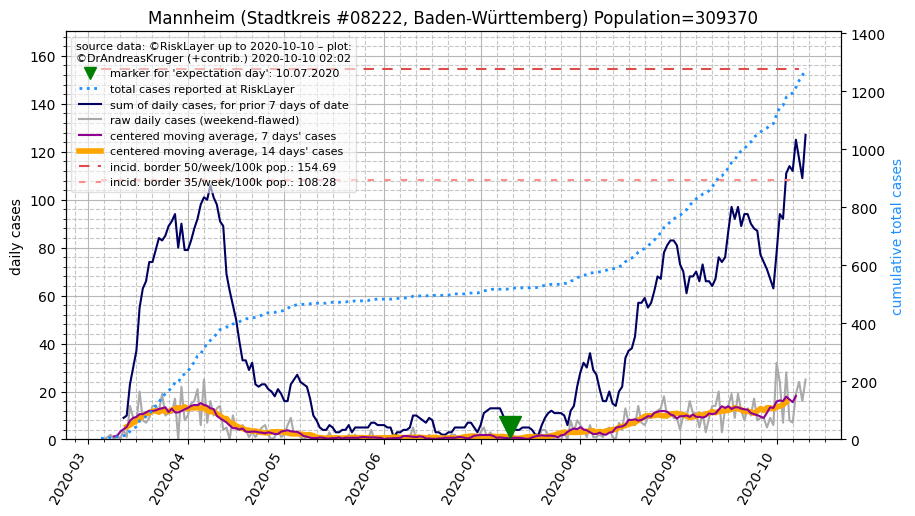 Mannheim (Stadtkreis #08222, Baden-Württemberg) Population=309370
source data: ©RiskLayer up to 2020-10-10 – plot:
©DrAndreasKruger (+contrib.) 2020-10-10 02:02
marker for 'expectation day': 10.07.2020
total cases reported at RiskLayer
sum of daily cases, for prior 7 days of date
raw daily cases (weekend-flawed)
centered moving average, 7 days' cases
centered moving average, 14 days' cases
incid. border 50/week/100k pop.: 154.69
incid. border 35/week/100k pop.: 108.28
daily cases
160
140
120
100
80
60
40
20
0
cumulative total cases
1400
1200
1000
800
600
400
200
0
2020-03
2020-04
2020-05
2020-06
2020-07
2020-08
2020-09
2020-10